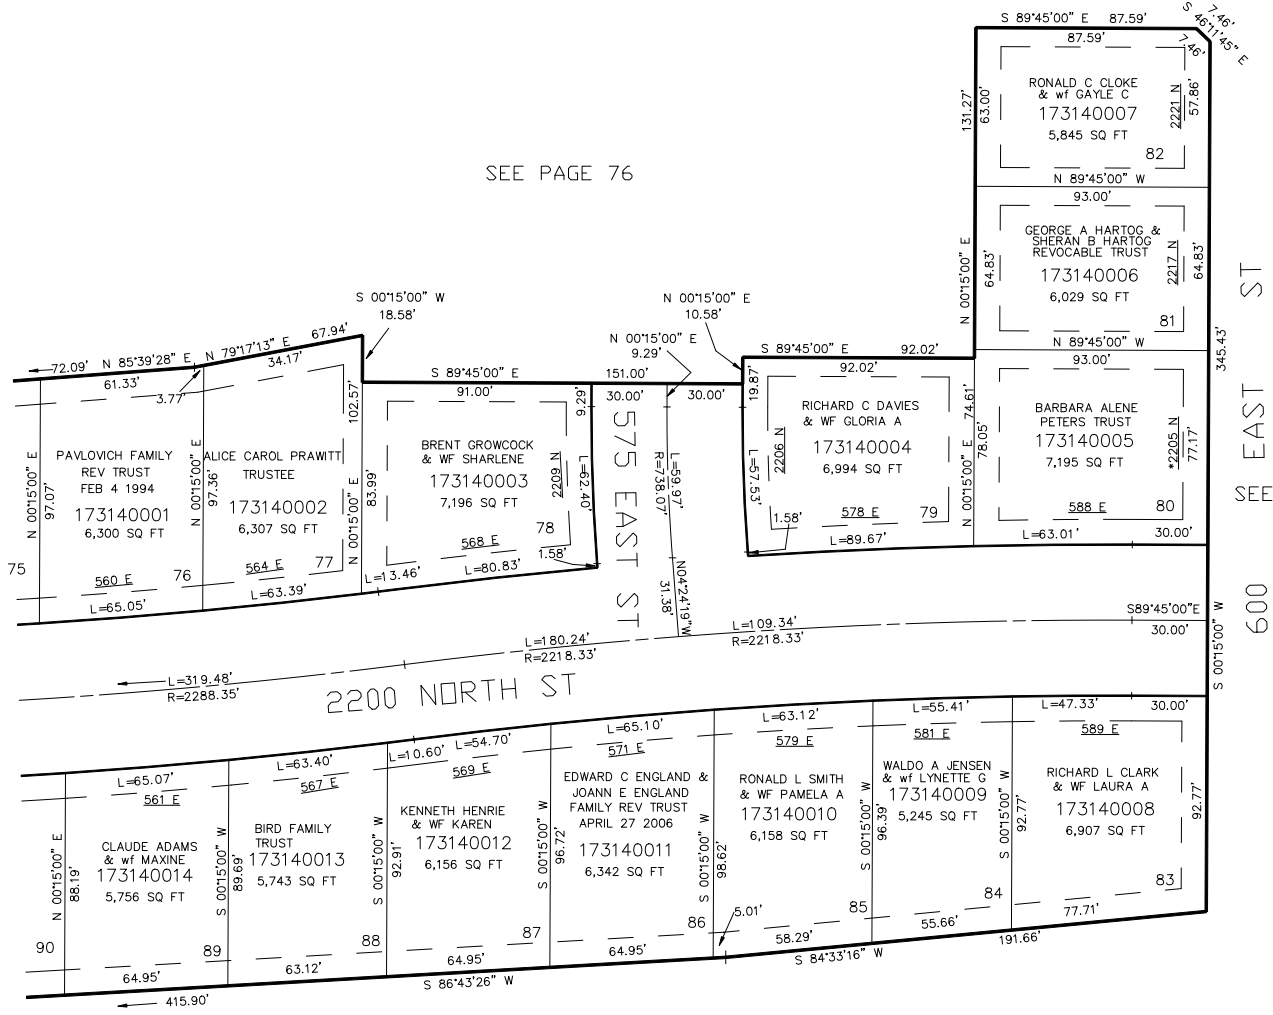 S 89°45'00" E 87.59'
7.46'
S 46°11'45" E
87.59'
7.46'
RONALD C CLOKE
& wf GAYLE C
173140007
5,845 SQ FT
82
2221 N
57.86'
131.27'
63.00'
N 89°45'00" W
93.00'
SEE PAGE 76
GEORGE A HARTOG &
SHERAN B HARTOG
REVOCABLE TRUST
173140006
6,029 SQ FT
81
2217 N
64.83'
64.83'
N 00°15'00" E
N 89°45'00" W
93.00'
345.43'
600 EAST ST
SEE
S 00°15'00" W
18.58'
N 00°15'00" E
10.58'
N 00°15'00" E
9.29'
S 89°45'00" E 92.02'
92.02'
72.09' N 85°39'28" E N 79°17'13" E 67.94'
61.33'
3.77'
34.17'
S 89°45'00" E 151.00'
91.00' 30.00' 30.00'
9.29'
19.87'
102.57'
74.61'
78.05'
RICHARD C DAVIES
& WF GLORIA A
173140004
6,994 SQ FT
578 E
79
2206 N
L=57.53'
1.58'
L=89.67'
N 00°15'00" E
BARBARA ALENE
PETERS TRUST
173140005
7,195 SQ FT
80
588 E
*2205 N
77.17'
L=63.01' 30.00'
BRENT GROWCOCK
& WF SHARLENE
173140003
7,196 SQ FT
78
568 E
2209 N
L=62.40'
1.58'
L=13.46' L=80.83'
83.99'
N 00°15'00" E
575 EAST ST
L=59.97'
R=738.07'
N04°24'19"W
31.38'
PAVLOVICH FAMILY
REV TRUST
FEB 4 1994
173140001
6,300 SQ FT
75
560 E
76
L=65.05'
N 00°15'00" E
97.07'
ALICE CAROL PRAWITT
TRUSTEE
173140002
6,307 SQ FT
564 E
77
L=63.39'
N 00°15'00" E
97.36'
S89°45'00"E
30.00'
L=109.34'
R=2218.33'
L=180.24'
R=2218.33'
L=319.48'
R=2288.35'
2200 NORTH ST
S 00°15'00" W
L=65.07'
561 E
L=63.40'
567 E
L=10.60' L=54.70'
569 E
L=65.10'
571 E
L=63.12'
579 E
L=55.41'
581 E
L=47.33' 30.00'
589 E
CLAUDE ADAMS
& wf MAXINE
173140014
5,756 SQ FT
90
N 00°15'00" E
88.19'
89
64.95'
BIRD FAMILY
TRUST
173140013
5,743 SQ FT
S 00°15'00" W
89.69'
88
63.12'
KENNETH HENRIE
& WF KAREN
173140012
6,156 SQ FT
S 00°15'00" W
92.91'
87
64.95'
EDWARD C ENGLAND &
JOANN E ENGLAND
FAMILY REV TRUST
APRIL 27 2006
173140011
6,342 SQ FT
S 00°15'00" W
96.72'
86
64.95'
RONALD L SMITH
& WF PAMELA A
173140010
6,158 SQ FT
S 00°15'00" W
98.62'
85
5.01'
58.29'
WALDO A JENSEN
& wf LYNETTE G
173140009
5,245 SQ FT
S 00°15'00" W
96.39'
84
55.66'
RICHARD L CLARK
& WF LAURA A
173140008
6,907 SQ FT
S 00°15'00" W
92.77'
92.77'
83
77.71'
191.66'
S 84°33'16" W
S 86°43'26" W
415.90'